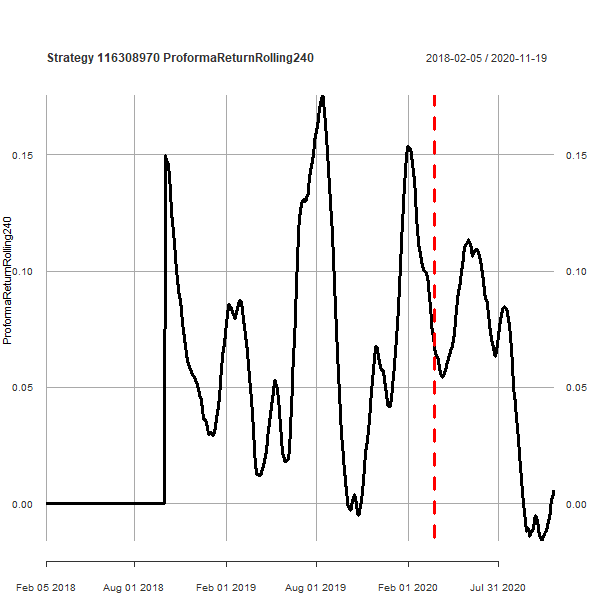 Strategy 116308970 ProformaReturnRolling240
2018-02-05 / 2020-11-19
ProformaReturnRolling240
0.15
0.15
0.10
0.10
0.05
0.05
0.00
0.00
Feb 05 2018
Aug 01 2018
Feb 01 2019
Aug 01 2019
Feb 01 2020
Jul 31 2020